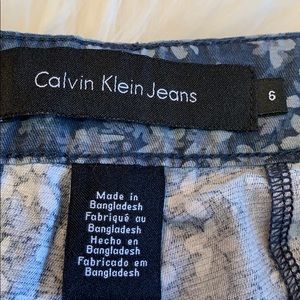 Calvin Klein Jeans
6
Made in
Bangladesh
Fabriqué au
Bangladesh
Hecho en
Bangladesh
Fabricado em
Bangladesh